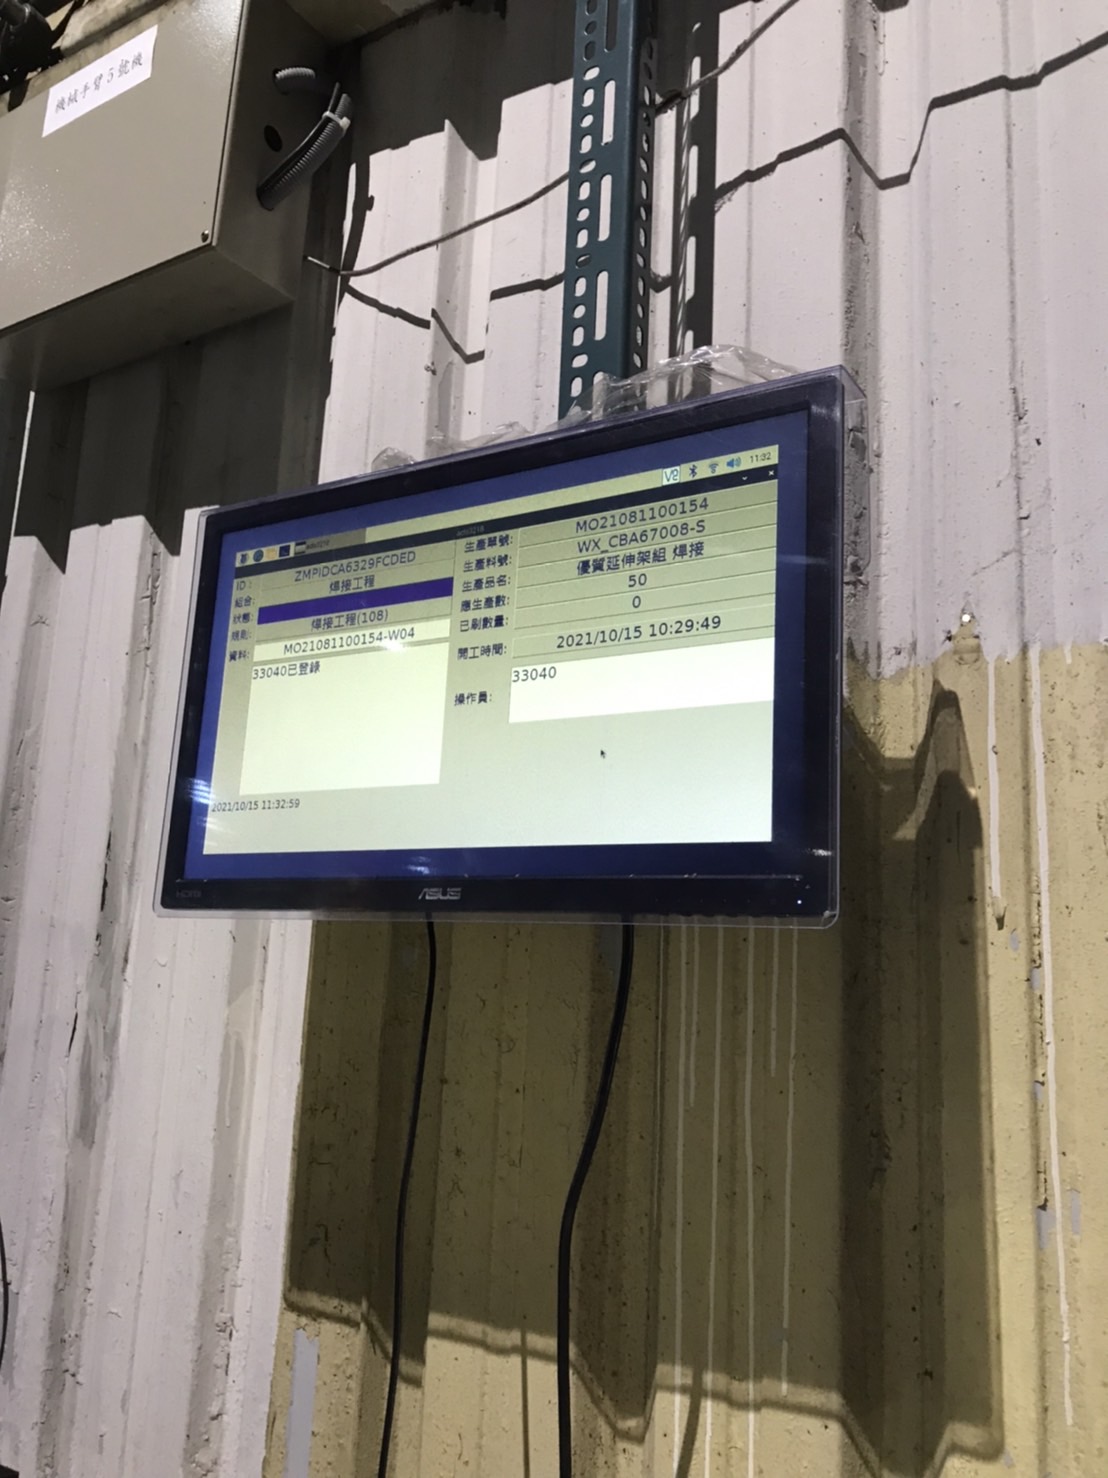 機械手臂5號機
V2 11:32
ID: ZMPIDCA6329FCDED
組合: 焊接工程
狀態:
規則: 焊接工程(108)
資料: MO21081100154-W04
33040已登錄
2021/10/15 11:32:59
生產單號: MO21081100154
生產料號: WX_CBA67008-S
生產品名: 優質延伸架組 焊接
應生產數: 50
已刷數量: 0
開工時間: 2021/10/15 10:29:49
操作員: 33040
HDMI
ASUS